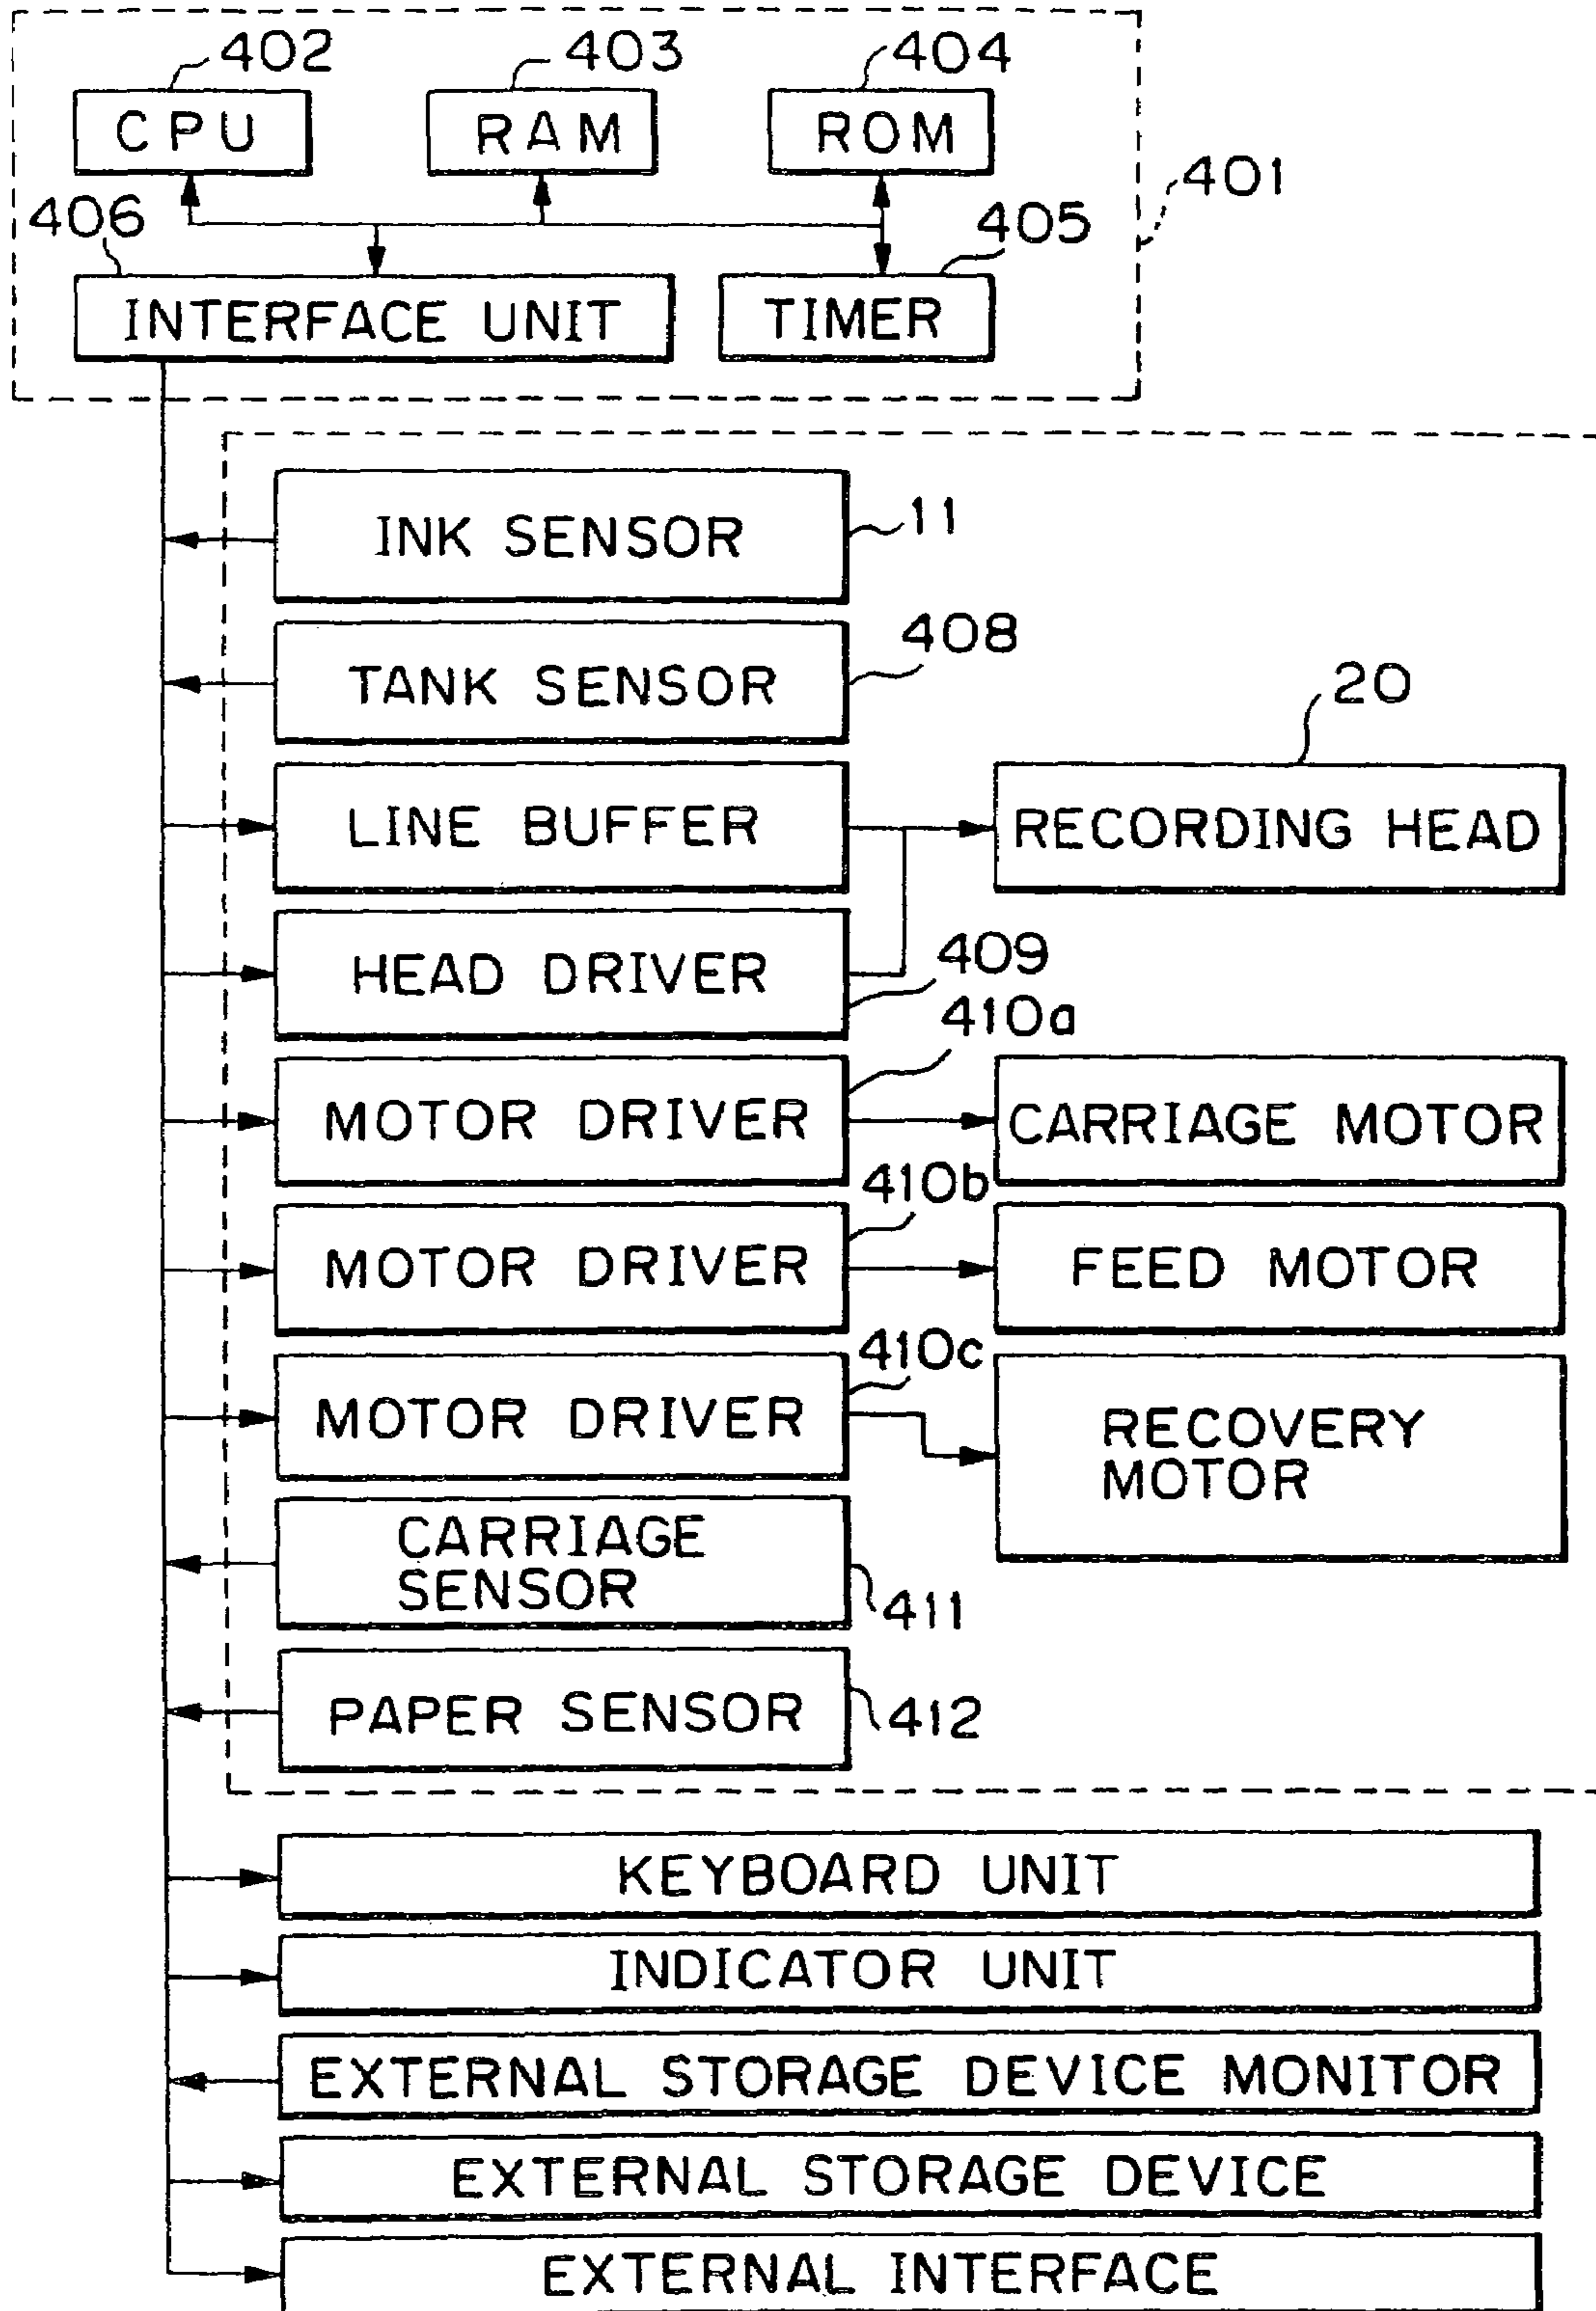 402
403
404
CPU
RAM
ROM
401
406
405
INTERFACE UNIT
TIMER
INK SENSOR
11
408
TANK SENSOR
20
LINE BUFFER
RECORDING HEAD
HEAD DRIVER
409
410a
MOTOR DRIVER
CARRIAGE MOTOR
410b
MOTOR DRIVER
FEED MOTOR
410c
MOTOR DRIVER
RECOVERY
MOTOR
CARRIAGE
SENSOR
411
PAPER SENSOR
412
KEYBOARD UNIT
INDICATOR UNIT
EXTERNAL STORAGE DEVICE MONITOR
EXTERNAL STORAGE DEVICE
EXTERNAL INTERFACE